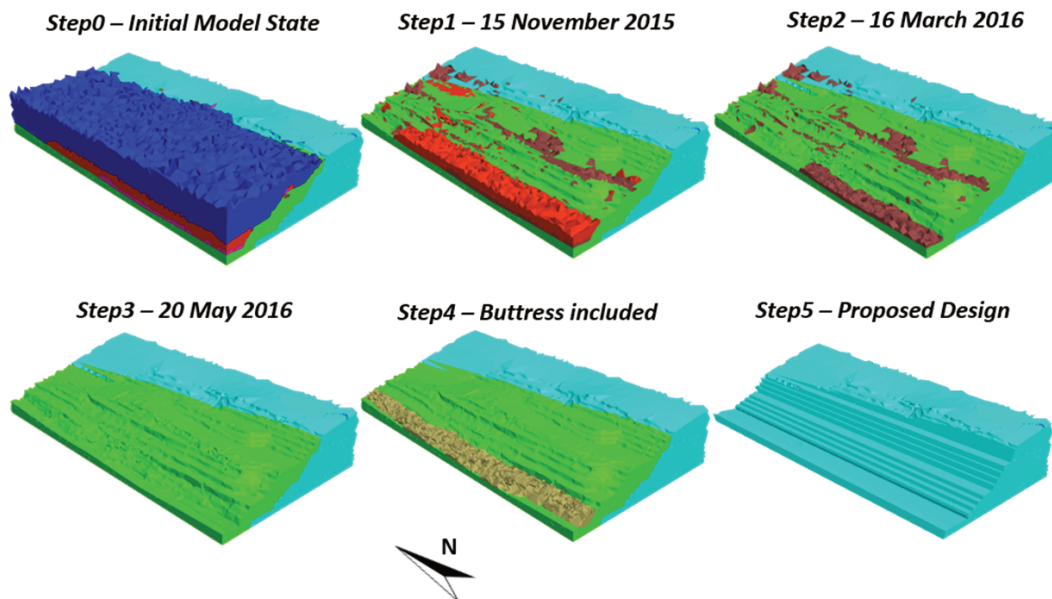 Step0 – Initial Model State
Step1 – 15 November 2015
Step2 – 16 March 2016
Step3 – 20 May 2016
Step4 – Buttress included
Step5 – Proposed Design
N